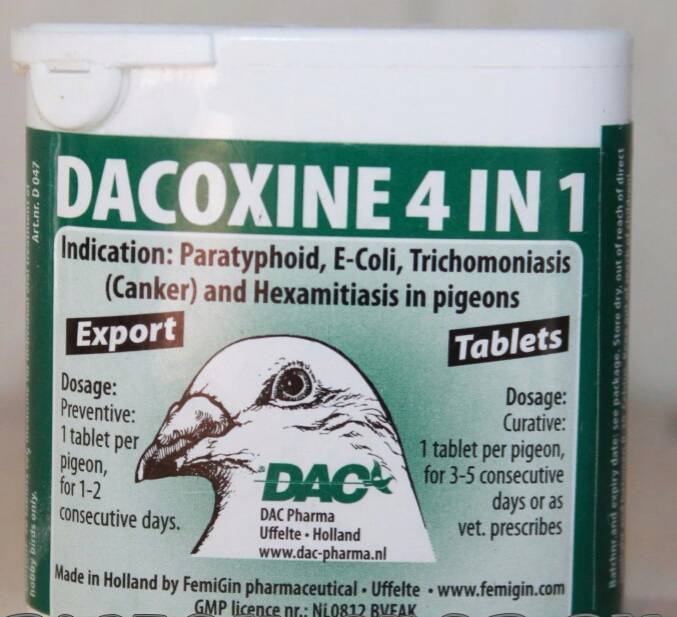 DACOXINE 4 IN 1
Indication: Paratyphoid, E-Coli, Trichomoniasis
(Canker) and Hexamitiasis in pigeons
Export
Tablets
Dosage:
Preventive:
1 tablet per
pigeon,
for 1-2
consecutive days.
Dosage:
Curative:
1 tablet per pigeon,
for 3-5 consecutive
days or as
vet. prescribes
DAC
DAC Pharma
Uffelte • Holland
www.dac-pharma.nl
Made in Holland by FemiGin pharmaceutical • Uffelte • www.femigin.com
GMP licence nr.: NL0812 BVEAK
Art.nr. D 047
hobby birds only.
Batchnr and expiry date: see package. Store dry, out of reach of direct